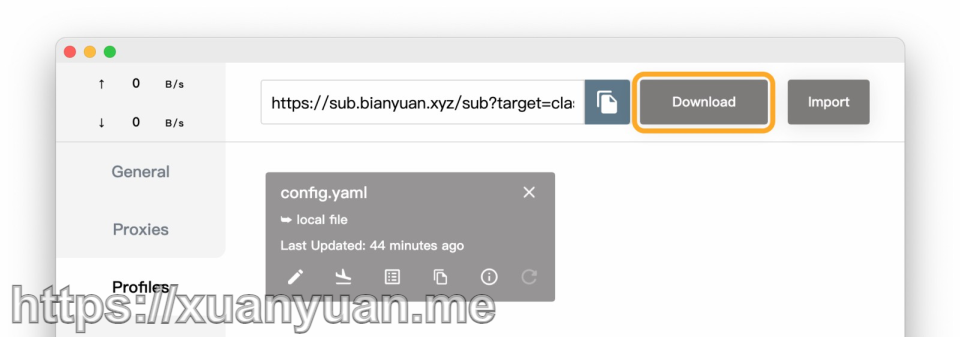 ↑ 0 B/s
https://sub.bianyuan.xyz/sub?target=clas
Download
Import
↓ 0 B/s
General
Proxies
Profiles
config.yaml
local file
Last Updated: 44 minutes ago
https://xuanyuan.me